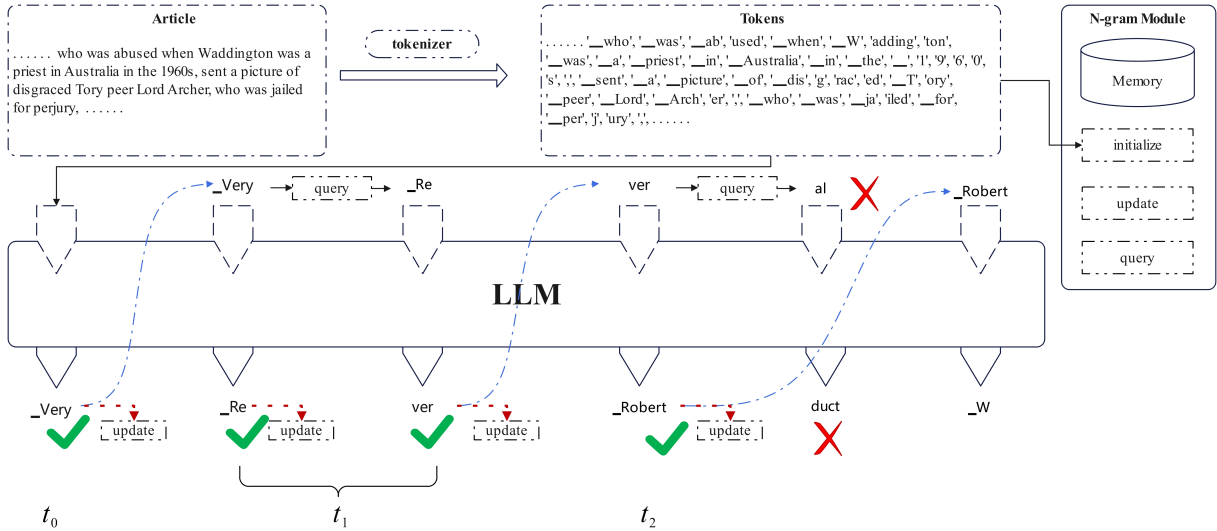 Article
. . . . . . who was abused when Waddington was a
priest in Australia in the 1960s, sent a picture of
disgraced Tory peer Lord Archer, who was jailed
for perjury, . . . . . .
tokenizer
Tokens
. . . . . . '__who', '__was', '__ab', 'used', '__when', '__W', 'adding', 'ton',
'__was', '__a', '__priest', '__in', '__Australia', '__in', '__the', '__', '1', '9', '6', '0',
's', ',', '__sent', '__a', '__picture', '__of', '__dis', 'g', 'rac', 'ed', '__T', 'ory',
'__peer', '__Lord', '__Arch', 'er', ',', '__who', '__was', '__ja', 'iled', '__for',
'__per', 'j', 'ury', ',', . . . . . .
N-gram Module
Memory
initialize
update
query
_Very
query
_Re
ver
query
al
_Robert
LLM
_Very
update
_Re
update
ver
update
_Robert
update
duct
_W
t0
t1
t2